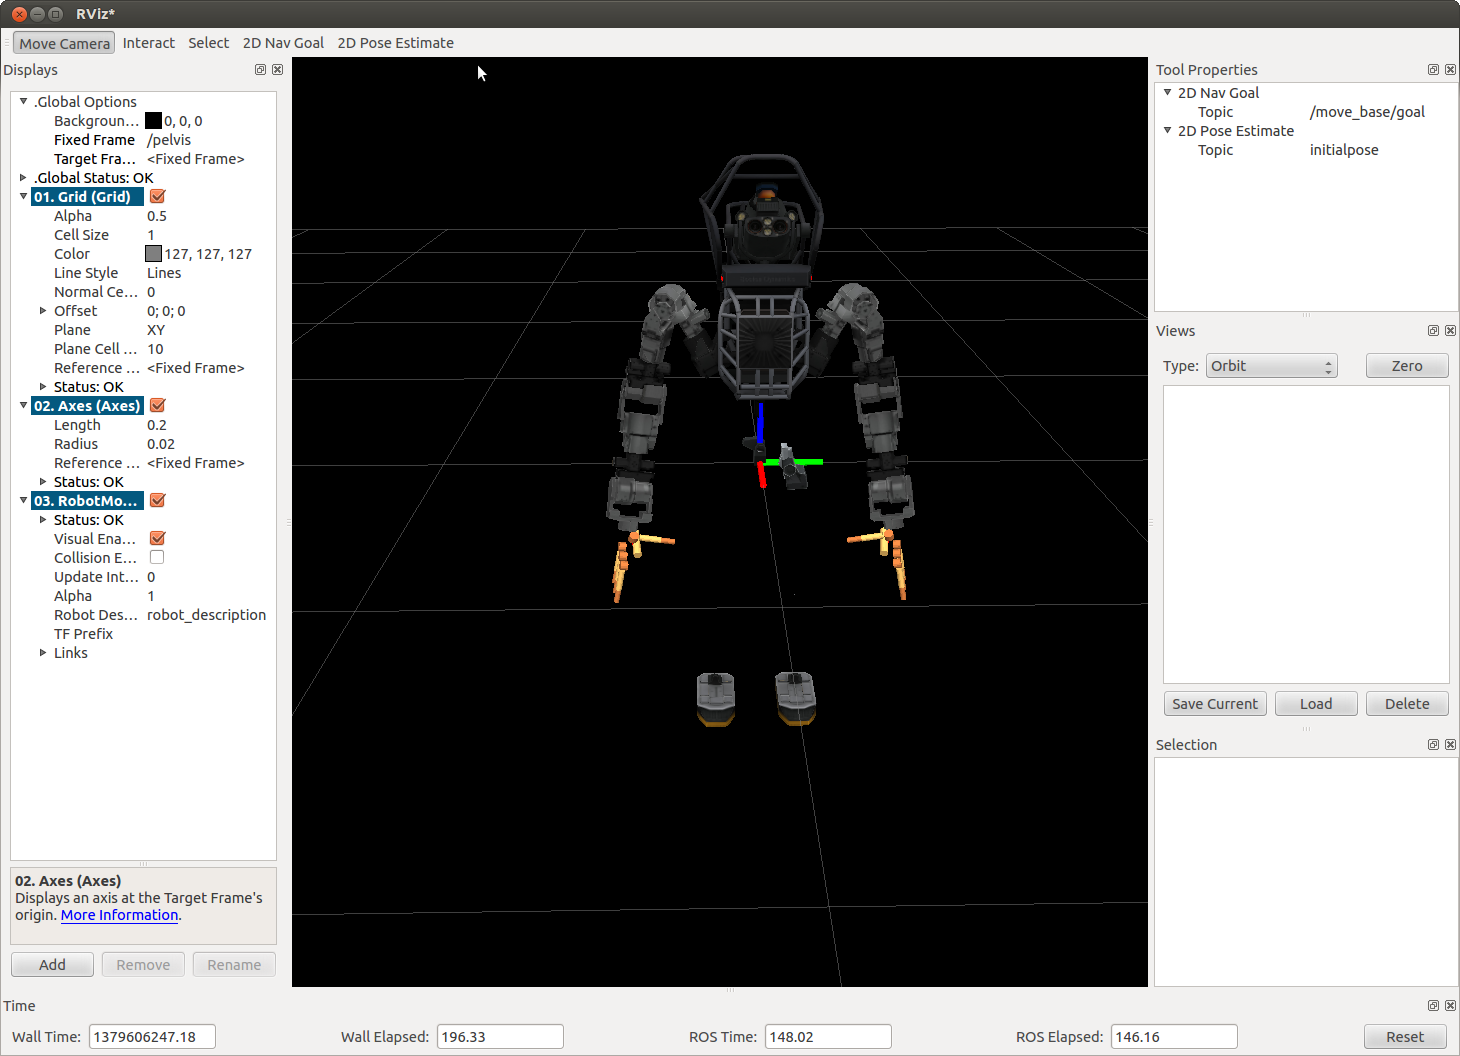 RViz*
Move Camera Interact Select 2D Nav Goal 2D Pose Estimate
Displays
.Global Options
Backgroun... 0, 0, 0
Fixed Frame /pelvis
Target Fra... <Fixed Frame>
.Global Status: OK
01. Grid (Grid)
Alpha 0.5
Cell Size 1
Color 127, 127, 127
Line Style Lines
Normal Ce... 0
Offset 0; 0; 0
Plane XY
Plane Cell ... 10
Reference ... <Fixed Frame>
Status: OK
02. Axes (Axes)
Length 0.2
Radius 0.02
Reference ... <Fixed Frame>
Status: OK
03. RobotMo...
Status: OK
Visual Ena...
Collision E...
Update Int... 0
Alpha 1
Robot Des... robot_description
TF Prefix
Links
02. Axes (Axes)
Displays an axis at the Target Frame's
origin. More Information.
Add Remove Rename
Tool Properties
2D Nav Goal
Topic /move_base/goal
2D Pose Estimate
Topic initialpose
Views
Type: Orbit Zero
Save Current Load Delete
Selection
Time
Wall Time: 1379606247.18 Wall Elapsed: 196.33 ROS Time: 148.02 ROS Elapsed: 146.16 Reset